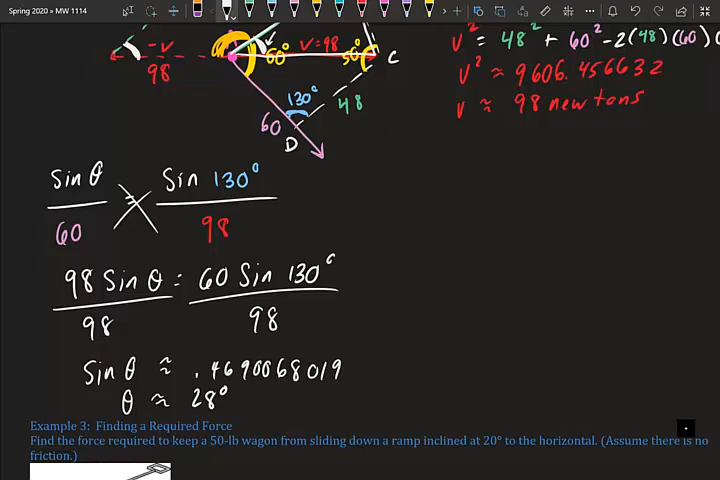 Spring 2020 » MW 1114
-v
98
60°
v=98
50°
C
130°
48
60
D
v² = 48² + 60² -2(48)(60)(
v² ≈ 9606.456632
v ≈ 98 newtons
Sin θ = Sin 130°
60 98
98 Sin θ = 60 Sin 130°
98 98
Sin θ ≈ .4690068019
θ ≈ 28°
Example 3: Finding a Required Force
Find the force required to keep a 50-lb wagon from sliding down a ramp inclined at 20° to the horizontal. (Assume there is no
friction.)